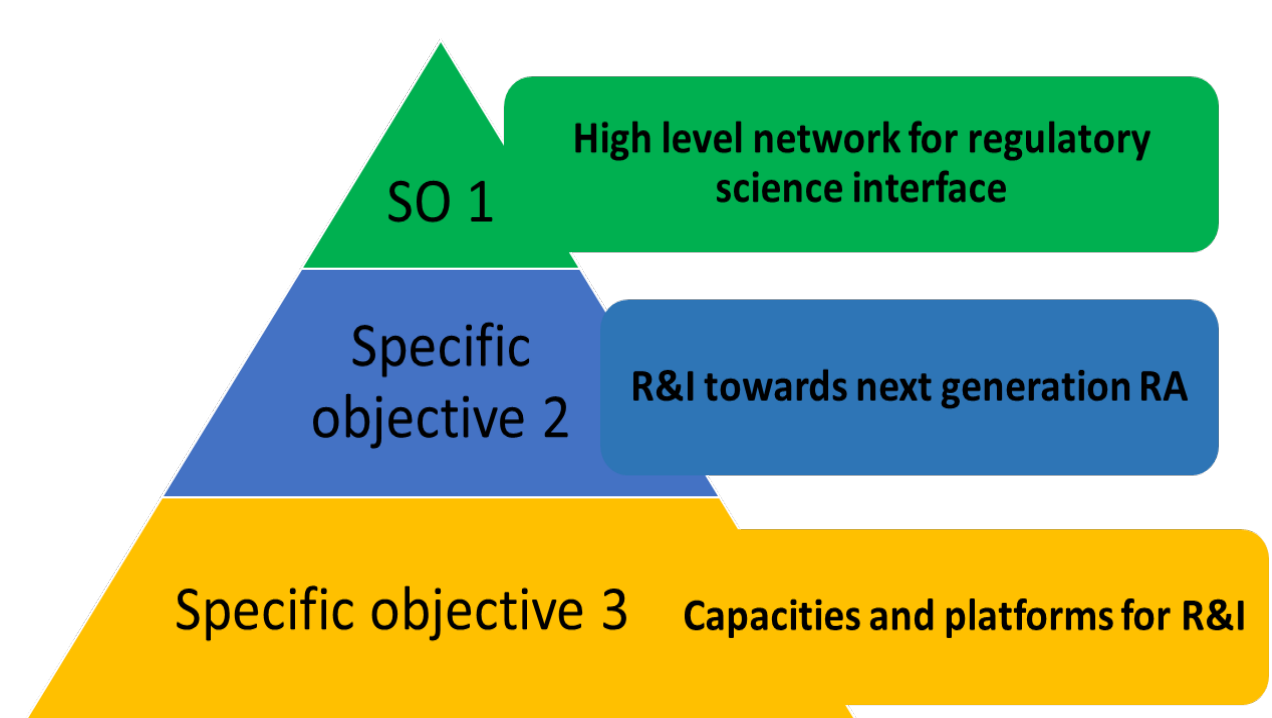 SO 1
High level network for regulatory
science interface
Specific
objective 2
R&I towards next generation RA
Specific objective 3
Capacities and platforms for R&I